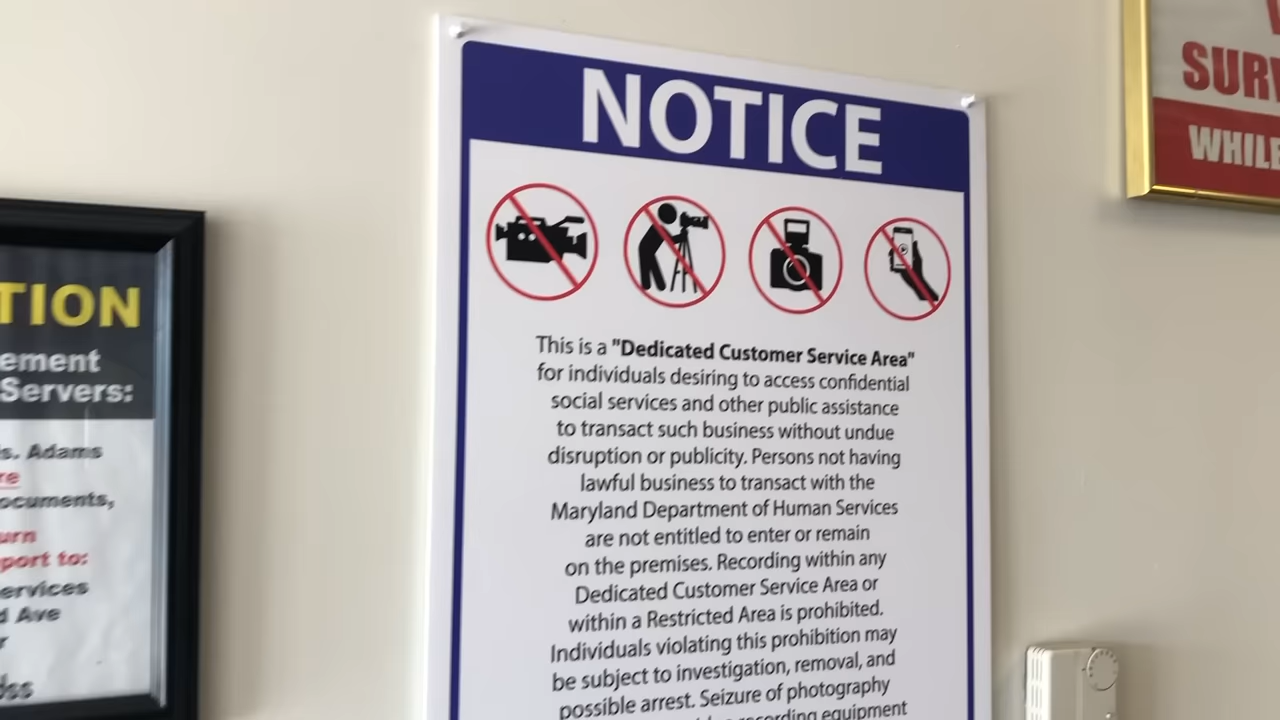 NOTICE
This is a "Dedicated Customer Service Area"
for individuals desiring to access confidential
social services and other public assistance
to transact such business without undue
disruption or publicity. Persons not having
lawful business to transact with the
Maryland Department of Human Services
are not entitled to enter or remain
on the premises. Recording within any
Dedicated Customer Service Area or
within a Restricted Area is prohibited.
Individuals violating this prohibition may
be subject to investigation, removal, and
possible arrest. Seizure of photography
recording equipment
TION
ement
Servers:
s. Adams
re
ocuments,
urn
port to:
ervices
d Ave
r
SURV
WHILE